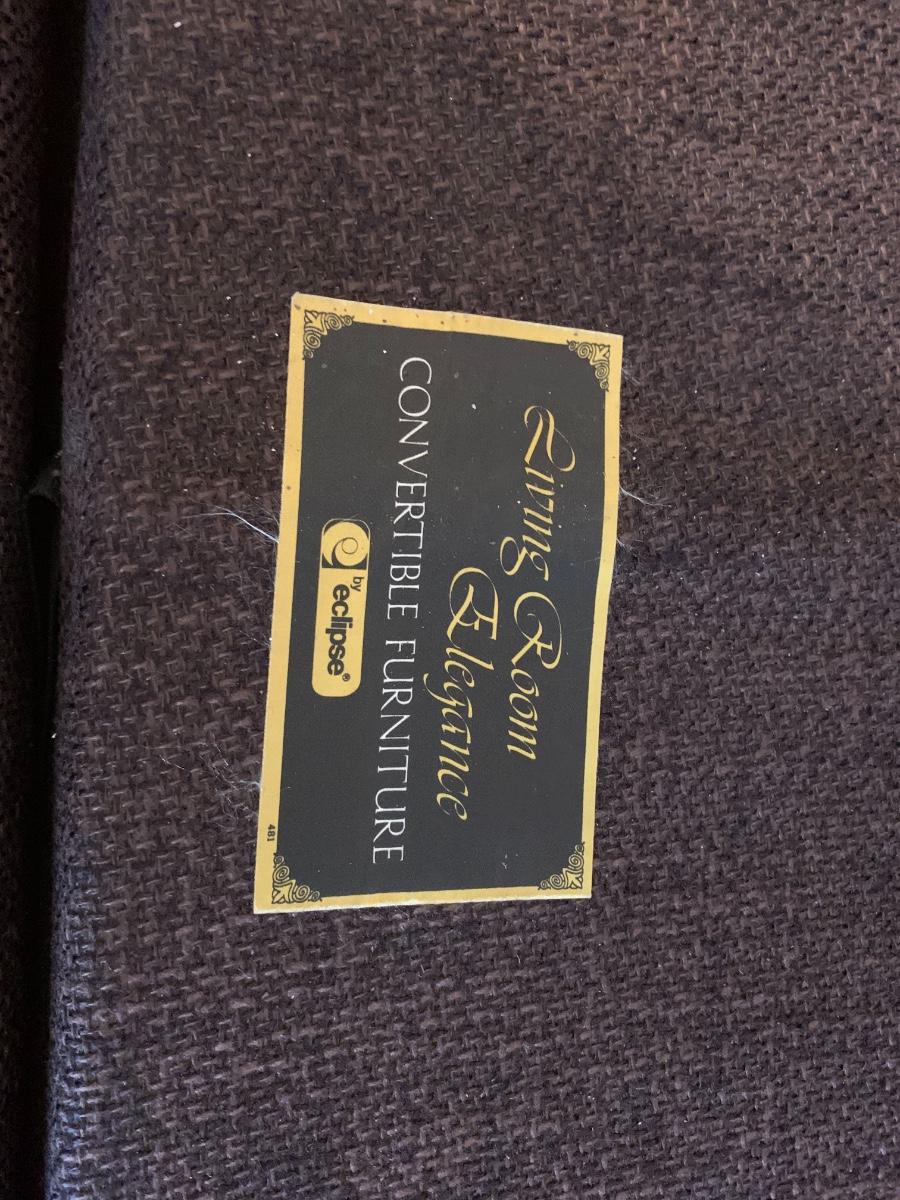 Living Room
Elegance
CONVERTIBLE FURNITURE
by eclipse®
481